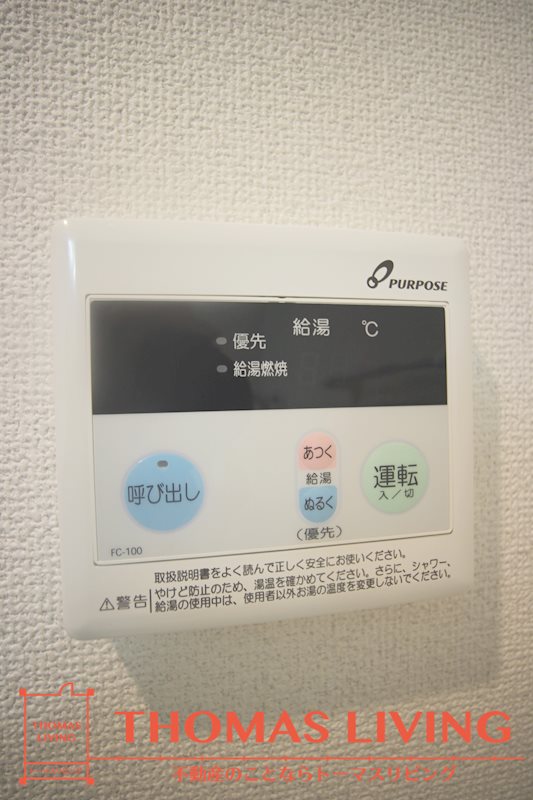 PURPOSE
給湯 ℃
優先
給湯燃焼
呼び出し
あつく
給湯
ぬるく
(優先)
運転
入/切
FC-100
⚠警告
取扱説明書をよく読んで正しく安全にお使いください。
やけど防止のため、湯温を確かめてください。さらに、シャワー、
給湯の使用中は、使用者以外お湯の温度を変更しないでください。
THOMAS
LIVING
THOMAS LIVING
不動産のことならトーマスリビング